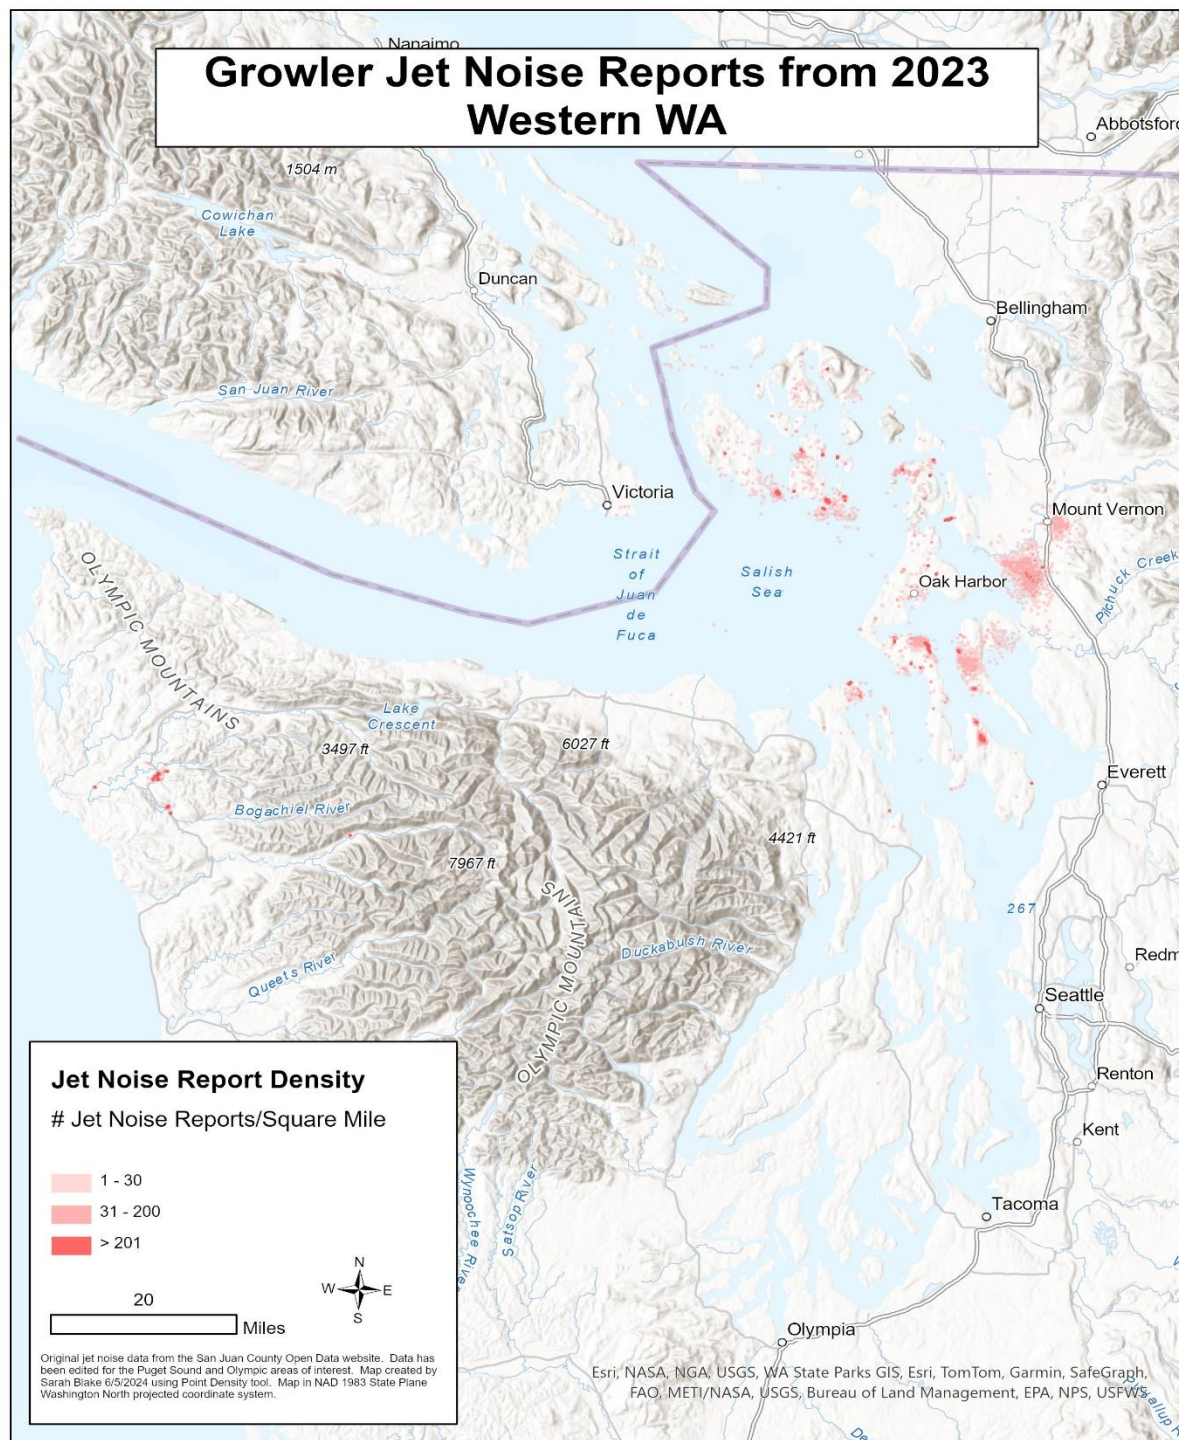 Nanaimo
Growler Jet Noise Reports from 2023
Western WA
Abbotsford
1504 m
Cowichan
Lake
Duncan
Bellingham
San Juan River
Victoria
Mount Vernon
Strait
of
Juan
de
Fuca
Salish
Sea
Oak Harbor
Pilchuck Creek
OLYMPIC MOUNTAINS
Lake
Crescent
3497 ft
6027 ft
Everett
Bogachiel River
4421 ft
7967 ft
267
OLYMPIC MOUNTAINS
Duckabush River
Redm
Queets River
Seattle
Renton
Kent
Wynoochee River
Satsop River
Tacoma
Olympia
Jet Noise Report Density
# Jet Noise Reports/Square Mile
1 - 30
31 - 200
> 201
N
W E
S
20
Miles
Original jet noise data from the San Juan County Open Data website. Data has
been edited for the Puget Sound and Olympic areas of interest. Map created by
Sarah Blake 6/5/2024 using Point Density tool. Map in NAD 1983 State Plane
Washington North projected coordinate system.
Esri, NASA, NGA, USGS, WA State Parks GIS, Esri, TomTom, Garmin, SafeGraph,
FAO, METI/NASA, USGS, Bureau of Land Management, EPA, NPS, USFWS